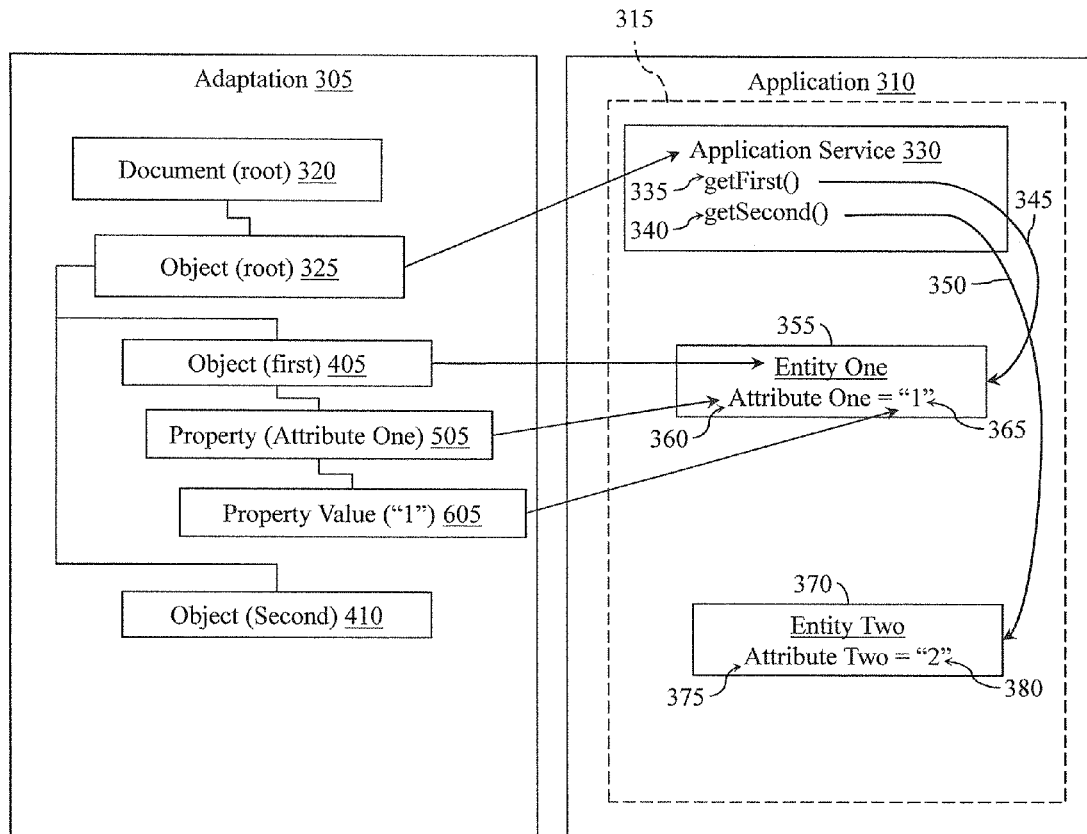 315
Adaptation 305
Application 310
Document (root) 320
Application Service 330
335
getFirst()
345
340
getSecond()
Object (root) 325
350
355
Object (first) 405
Entity One
Attribute One = “1”
360
365
Property (Attribute One) 505
Property Value (“1”) 605
370
Object (Second) 410
Entity Two
Attribute Two = “2”
375
380